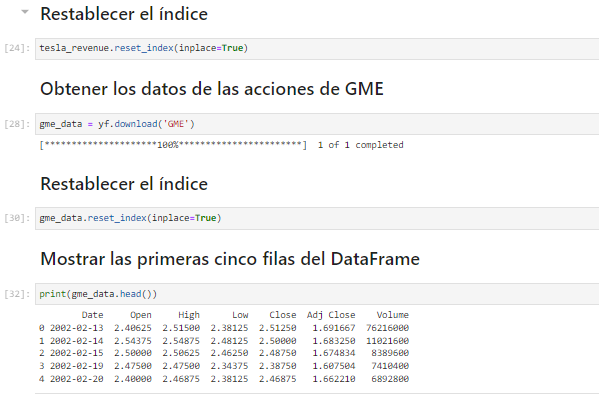 Restablecer el índice
[24]: tesla_revenue.reset_index(inplace=True)
Obtener los datos de las acciones de GME
[28]: gme_data = yf.download('GME')
[*********************100%***********************]  1 of 1 completed
Restablecer el índice
[30]: gme_data.reset_index(inplace=True)
Mostrar las primeras cinco filas del DataFrame
[32]: print(gme_data.head())
Date Open High Low Close Adj Close Volume
0 2002-02-13 2.40625 2.51500 2.38125 2.51250 1.691667 76216000
1 2002-02-14 2.54375 2.54875 2.48125 2.50000 1.683250 11021600
2 2002-02-15 2.50000 2.50625 2.46250 2.48750 1.674834 8389600
3 2002-02-19 2.47500 2.47500 2.34375 2.38750 1.607504 7410400
4 2002-02-20 2.40000 2.46875 2.38125 2.46875 1.662210 6892800